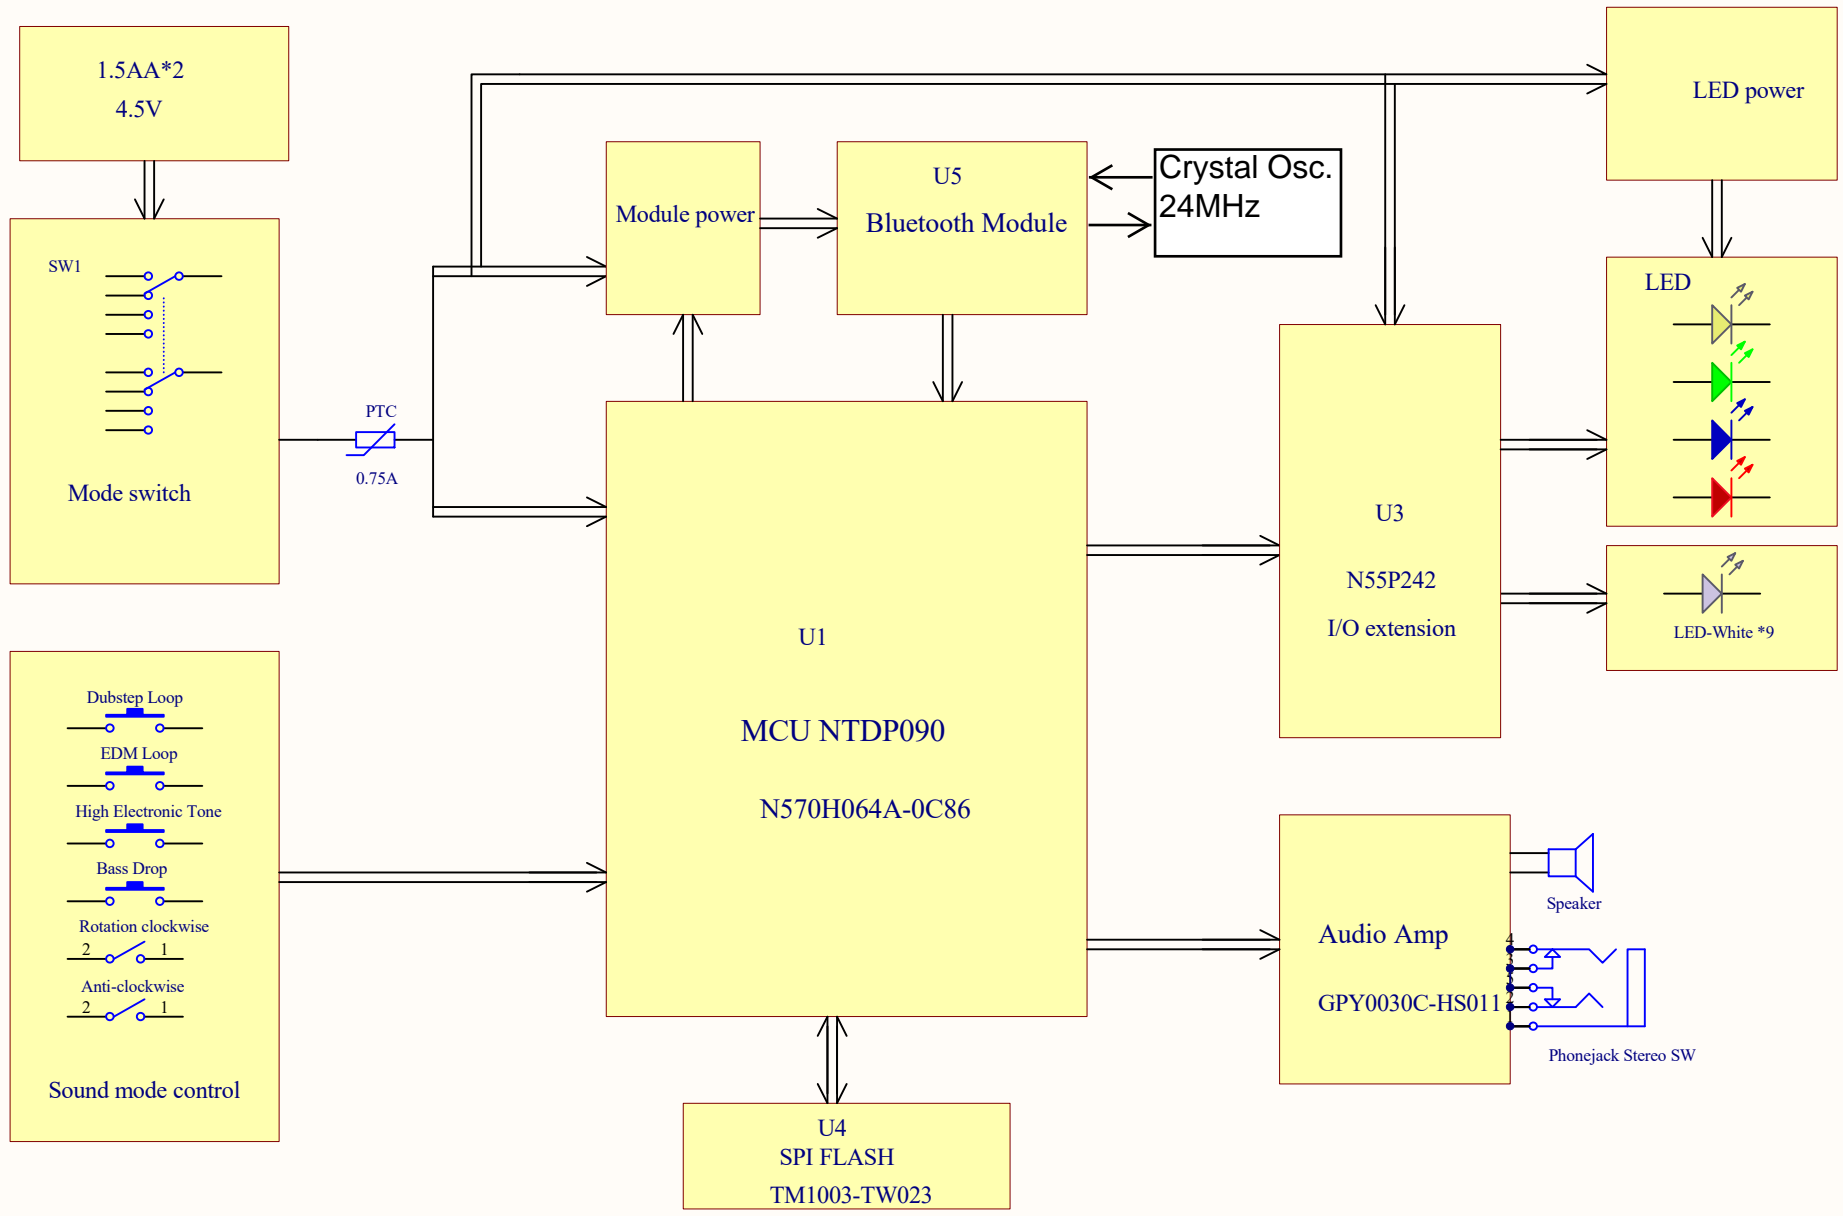 1.5AA*2
4.5V
SW1
Mode switch
PTC
0.75A
Module power
U5
Bluetooth Module
Crystal Osc.
24MHz
LED power
LED
LED-White *9
U3
N55P242
I/O extension
U1
MCU NTDP090
N570H064A-0C86
Dubstep Loop
EDM Loop
High Electronic Tone
Bass Drop
Rotation clockwise
2 1
Anti-clockwise
2 1
Sound mode control
Audio Amp
GPY0030C-HS011
4
Speaker
Phonejack Stereo SW
U4
SPI FLASH
TM1003-TW023